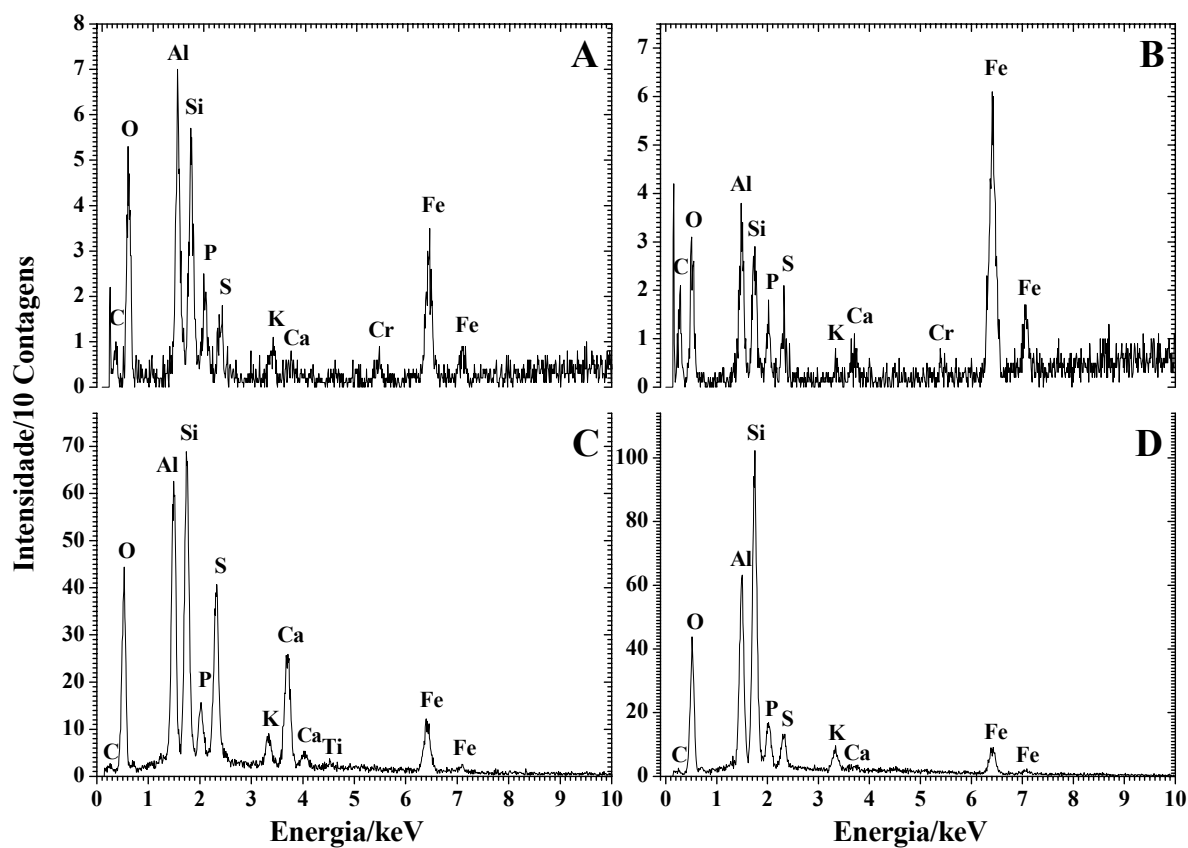 Intensidade/10 Contagens
A
8
7
6
5
4
3
2
1
0
C
O
Al
Si
P
S
K
Ca
Cr
Fe
Fe
B
7
6
5
4
3
2
1
0
C
O
Al
Si
P
S
K
Ca
Cr
Fe
Fe
C
70
60
50
40
30
20
10
0
C
O
Al
Si
P
S
K
Ca
Ca
Ti
Fe
Fe
0 1 2 3 4 5 6 7 8 9 10
Energia/keV
D
100
80
60
40
20
0
C
O
Al
Si
P
S
K
Ca
Fe
Fe
0 1 2 3 4 5 6 7 8 9 10
Energia/keV